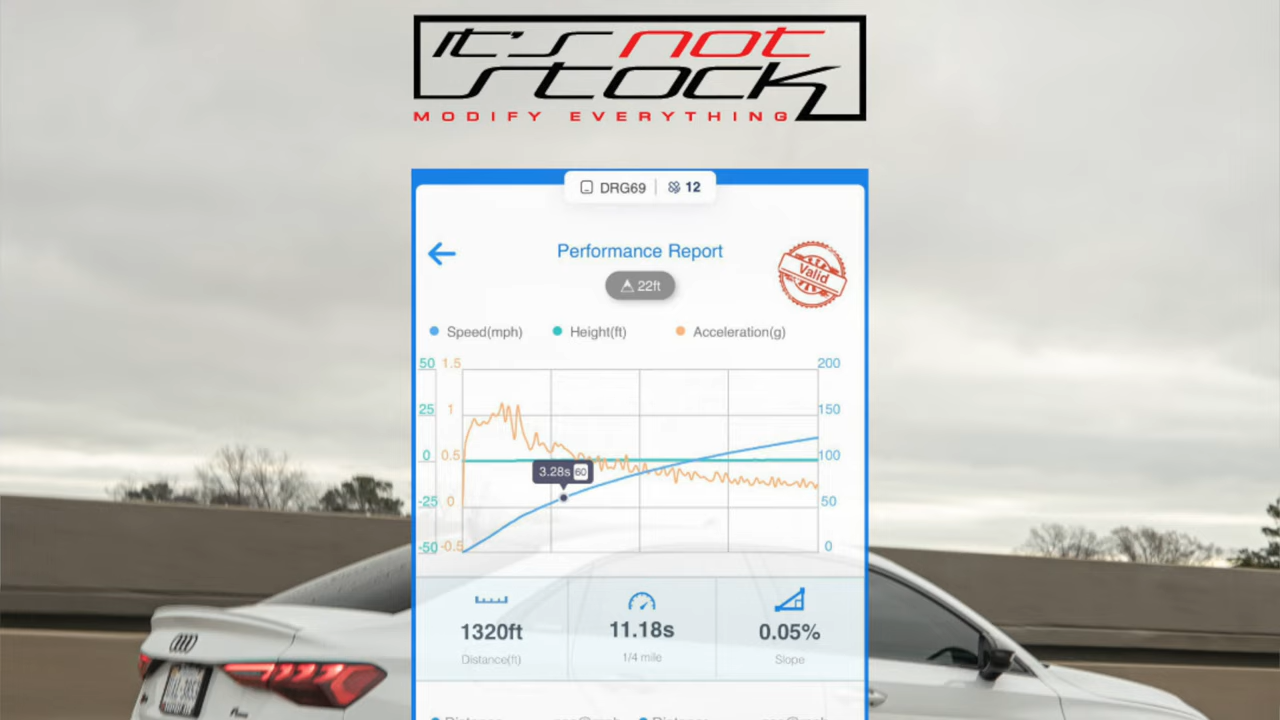 It's not
stock
MODIFY EVERYTHING
DRG69 12
Performance Report
Valid
22ft
Speed(mph) Height(ft) Acceleration(g)
50 1.5 200
25 1 150
0 0.5 100
3.28s 60
-25 0 50
-50 -0.5 0
1320ft 11.18s 0.05%
Distance(ft) 1/4 mile Slope